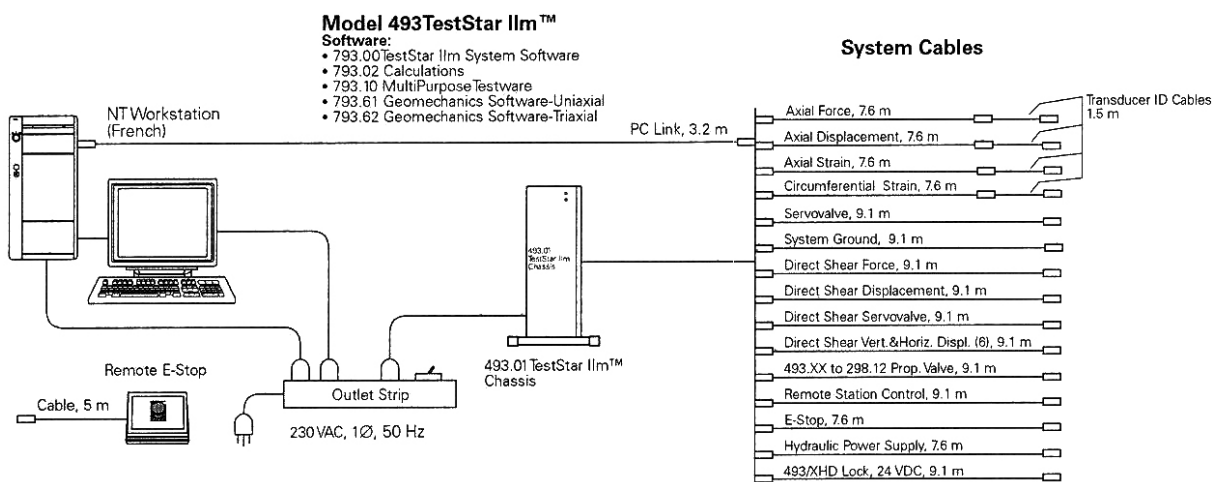 Model 493TestStar IIm™
Software:
• 793.00TestStar IIm System Software
• 793.02 Calculations
• 793.10 MultiPurposeTestware
• 793.61 Geomechanics Software-Uniaxial
• 793.62 Geomechanics Software-Triaxial
System Cables
NT Workstation
(French)
PC Link, 3.2 m
Axial Force, 7.6 m
Transducer ID Cables
1.5 m
Axial Displacement, 7.6 m
Axial Strain, 7.6 m
Circumferential Strain, 7.6 m
Servovalve, 9.1 m
System Ground, 9.1 m
Direct Shear Force, 9.1 m
Direct Shear Displacement, 9.1 m
Direct Shear Servovalve, 9.1 m
Direct Shear Vert.&Horiz. Displ. (6), 9.1 m
493.XX to 298.12 Prop. Valve, 9.1 m
Remote Station Control, 9.1 m
E-Stop, 7.6 m
Hydraulic Power Supply, 7.6 m
493/XHD Lock, 24 VDC, 9.1 m
493.01
TestStar IIm
Chassis
493.01 TestStar IIm™
Chassis
Remote E-Stop
Cable, 5 m
Outlet Strip
230 VAC, 1Ø, 50 Hz